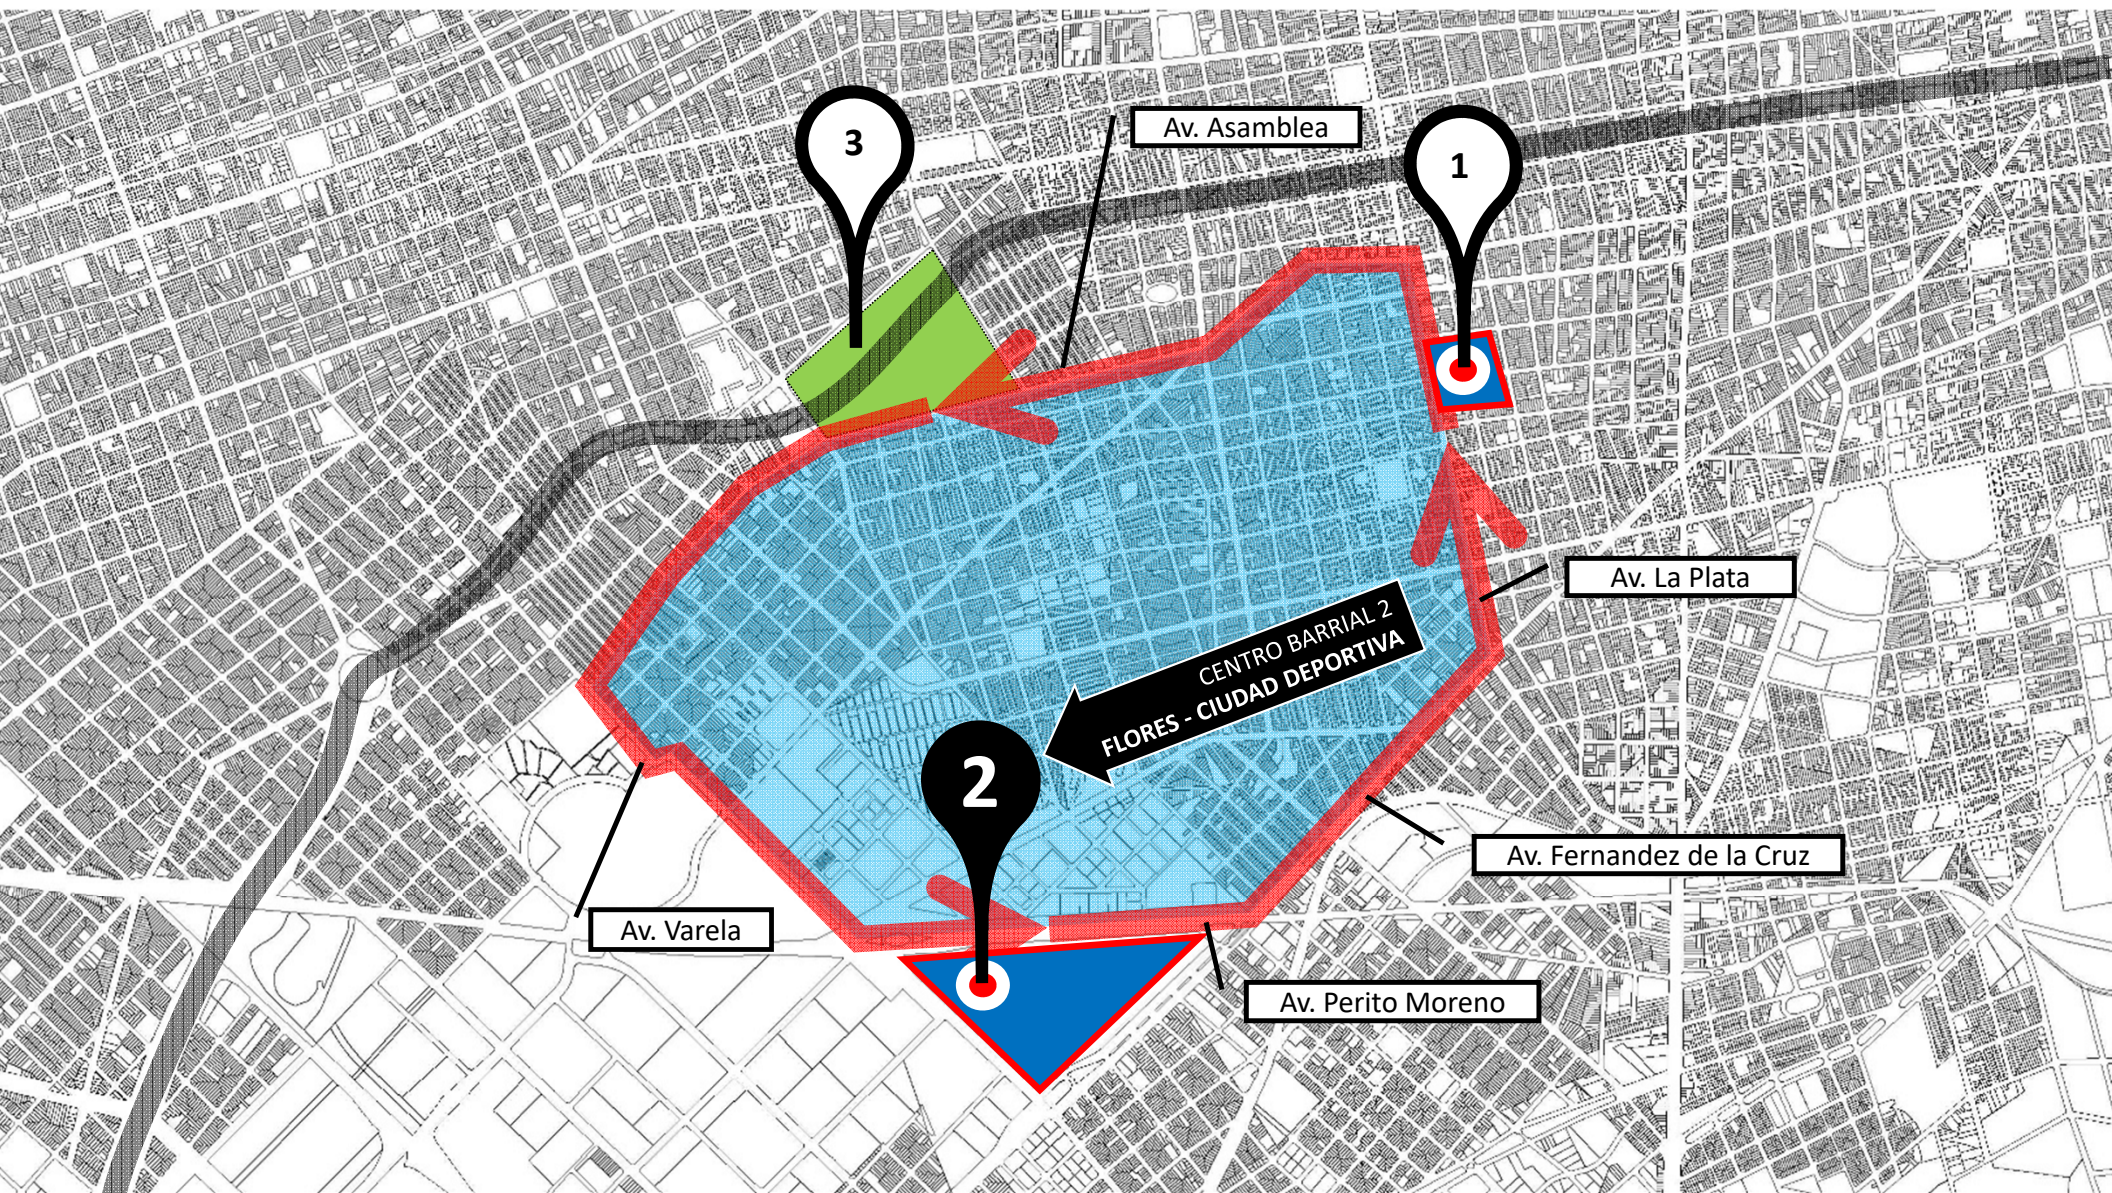 3
Av. Asamblea
1
Av. La Plata
CENTRO BARRIAL 2
FLORES - CIUDAD DEPORTIVA
2
Av. Fernandez de la Cruz
Av. Varela
Av. Perito Moreno